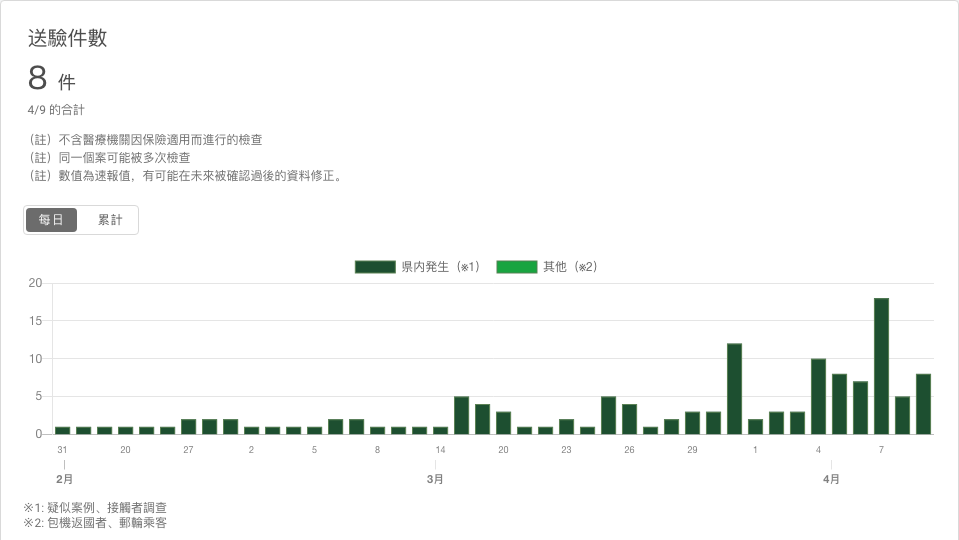 送驗件數
8 件
4/9 的合計
（註）不含醫療機關因保險適用而進行的檢查
（註）同一個案可能被多次檢查
（註）數值為速報值，有可能在未來被確認過後的資料修正。
每日 累計
県内発生（※1） 其他（※2）
20
15
10
5
0
31 20 27 2 5 8 14 20 23 26 29 1 4 7
2月 3月 4月
※1: 疑似案例、接觸者調查
※2: 包機返國者、郵輪乘客